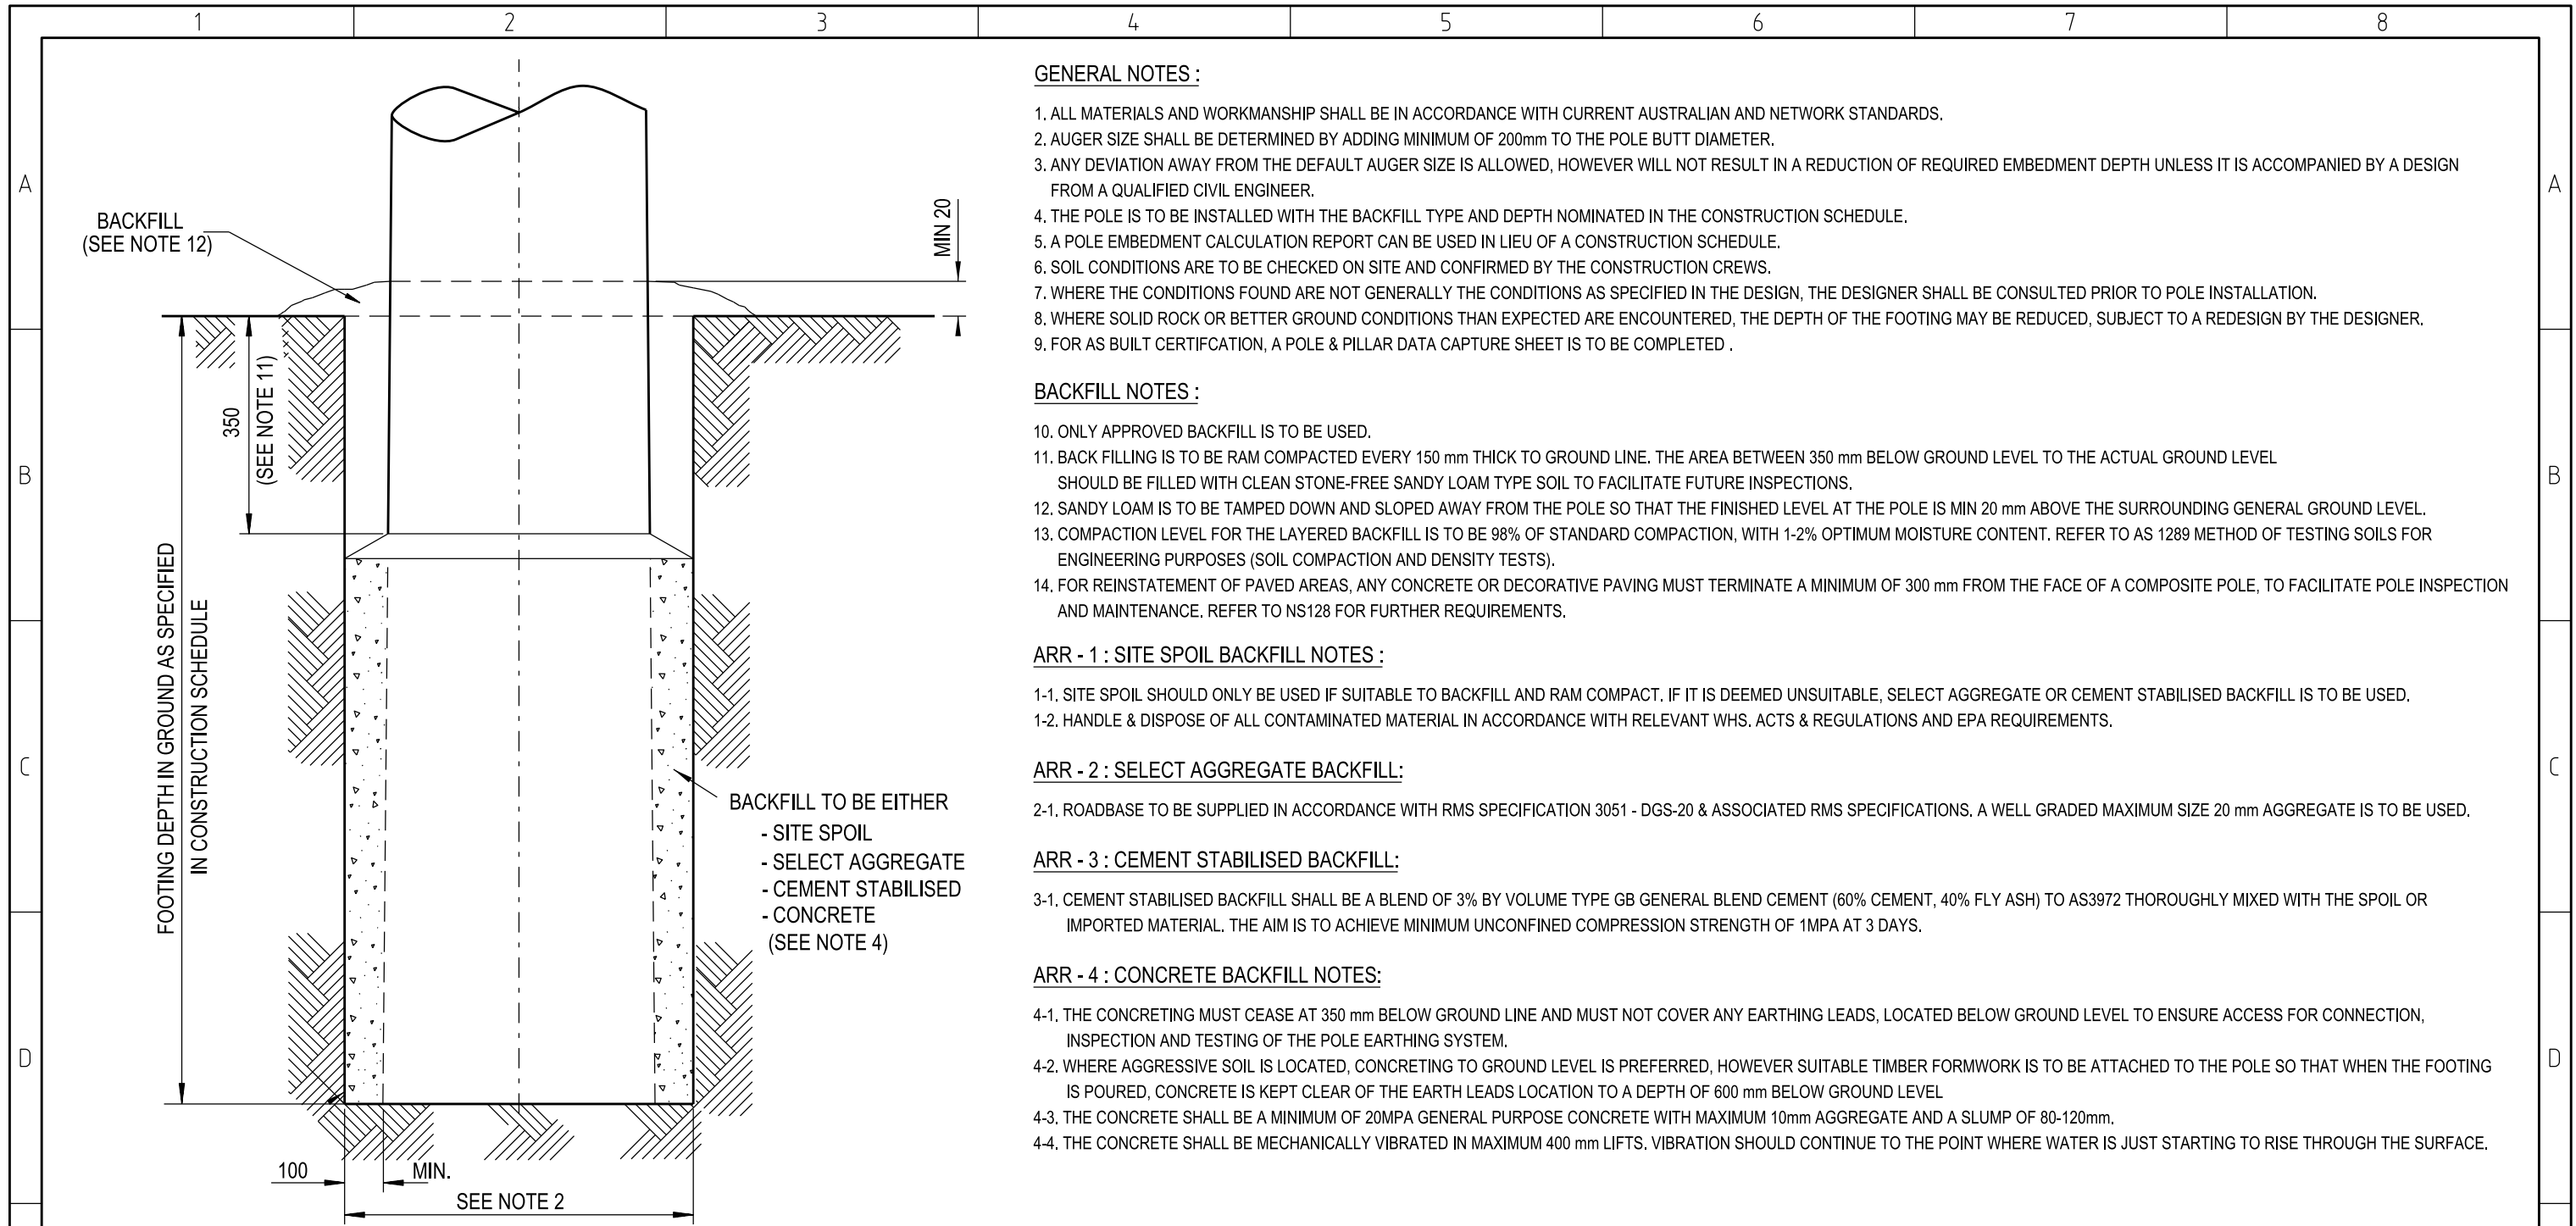 1 2 3 4 5 6 7 8
A
B
C
D
A
B
C
D
BACKFILL
(SEE NOTE 12)
MIN 20
350
(SEE NOTE 11)
FOOTING DEPTH IN GROUND AS SPECIFIED
IN CONSTRUCTION SCHEDULE
BACKFILL TO BE EITHER
- SITE SPOIL
- SELECT AGGREGATE
- CEMENT STABILISED
- CONCRETE
(SEE NOTE 4)
100 MIN.
SEE NOTE 2
GENERAL NOTES :
1. ALL MATERIALS AND WORKMANSHIP SHALL BE IN ACCORDANCE WITH CURRENT AUSTRALIAN AND NETWORK STANDARDS.
2. AUGER SIZE SHALL BE DETERMINED BY ADDING MINIMUM OF 200mm TO THE POLE BUTT DIAMETER.
3. ANY DEVIATION AWAY FROM THE DEFAULT AUGER SIZE IS ALLOWED, HOWEVER WILL NOT RESULT IN A REDUCTION OF REQUIRED EMBEDMENT DEPTH UNLESS IT IS ACCOMPANIED BY A DESIGN
FROM A QUALIFIED CIVIL ENGINEER.
4. THE POLE IS TO BE INSTALLED WITH THE BACKFILL TYPE AND DEPTH NOMINATED IN THE CONSTRUCTION SCHEDULE.
5. A POLE EMBEDMENT CALCULATION REPORT CAN BE USED IN LIEU OF A CONSTRUCTION SCHEDULE.
6. SOIL CONDITIONS ARE TO BE CHECKED ON SITE AND CONFIRMED BY THE CONSTRUCTION CREWS.
7. WHERE THE CONDITIONS FOUND ARE NOT GENERALLY THE CONDITIONS AS SPECIFIED IN THE DESIGN, THE DESIGNER SHALL BE CONSULTED PRIOR TO POLE INSTALLATION.
8. WHERE SOLID ROCK OR BETTER GROUND CONDITIONS THAN EXPECTED ARE ENCOUNTERED, THE DEPTH OF THE FOOTING MAY BE REDUCED, SUBJECT TO A REDESIGN BY THE DESIGNER.
9. FOR AS BUILT CERTIFCATION, A POLE & PILLAR DATA CAPTURE SHEET IS TO BE COMPLETED .
BACKFILL NOTES :
10. ONLY APPROVED BACKFILL IS TO BE USED.
11. BACK FILLING IS TO BE RAM COMPACTED EVERY 150 mm THICK TO GROUND LINE. THE AREA BETWEEN 350 mm BELOW GROUND LEVEL TO THE ACTUAL GROUND LEVEL
SHOULD BE FILLED WITH CLEAN STONE-FREE SANDY LOAM TYPE SOIL TO FACILITATE FUTURE INSPECTIONS.
12. SANDY LOAM IS TO BE TAMPED DOWN AND SLOPED AWAY FROM THE POLE SO THAT THE FINISHED LEVEL AT THE POLE IS MIN 20 mm ABOVE THE SURROUNDING GENERAL GROUND LEVEL.
13. COMPACTION LEVEL FOR THE LAYERED BACKFILL IS TO BE 98% OF STANDARD COMPACTION, WITH 1-2% OPTIMUM MOISTURE CONTENT. REFER TO AS 1289 METHOD OF TESTING SOILS FOR
ENGINEERING PURPOSES (SOIL COMPACTION AND DENSITY TESTS).
14. FOR REINSTATEMENT OF PAVED AREAS, ANY CONCRETE OR DECORATIVE PAVING MUST TERMINATE A MINIMUM OF 300 mm FROM THE FACE OF A COMPOSITE POLE, TO FACILITATE POLE INSPECTION
AND MAINTENANCE. REFER TO NS128 FOR FURTHER REQUIREMENTS.
ARR - 1 : SITE SPOIL BACKFILL NOTES :
1-1. SITE SPOIL SHOULD ONLY BE USED IF SUITABLE TO BACKFILL AND RAM COMPACT. IF IT IS DEEMED UNSUITABLE, SELECT AGGREGATE OR CEMENT STABILISED BACKFILL IS TO BE USED.
1-2. HANDLE & DISPOSE OF ALL CONTAMINATED MATERIAL IN ACCORDANCE WITH RELEVANT WHS. ACTS & REGULATIONS AND EPA REQUIREMENTS.
ARR - 2 : SELECT AGGREGATE BACKFILL:
2-1. ROADBASE TO BE SUPPLIED IN ACCORDANCE WITH RMS SPECIFICATION 3051 - DGS-20 & ASSOCIATED RMS SPECIFICATIONS. A WELL GRADED MAXIMUM SIZE 20 mm AGGREGATE IS TO BE USED.
ARR - 3 : CEMENT STABILISED BACKFILL:
3-1. CEMENT STABILISED BACKFILL SHALL BE A BLEND OF 3% BY VOLUME TYPE GB GENERAL BLEND CEMENT (60% CEMENT, 40% FLY ASH) TO AS3972 THOROUGHLY MIXED WITH THE SPOIL OR
IMPORTED MATERIAL. THE AIM IS TO ACHIEVE MINIMUM UNCONFINED COMPRESSION STRENGTH OF 1MPA AT 3 DAYS.
ARR - 4 : CONCRETE BACKFILL NOTES:
4-1. THE CONCRETING MUST CEASE AT 350 mm BELOW GROUND LINE AND MUST NOT COVER ANY EARTHING LEADS, LOCATED BELOW GROUND LEVEL TO ENSURE ACCESS FOR CONNECTION,
INSPECTION AND TESTING OF THE POLE EARTHING SYSTEM.
4-2. WHERE AGGRESSIVE SOIL IS LOCATED, CONCRETING TO GROUND LEVEL IS PREFERRED, HOWEVER SUITABLE TIMBER FORMWORK IS TO BE ATTACHED TO THE POLE SO THAT WHEN THE FOOTING
IS POURED, CONCRETE IS KEPT CLEAR OF THE EARTH LEADS LOCATION TO A DEPTH OF 600 mm BELOW GROUND LEVEL
4-3. THE CONCRETE SHALL BE A MINIMUM OF 20MPA GENERAL PURPOSE CONCRETE WITH MAXIMUM 10mm AGGREGATE AND A SLUMP OF 80-120mm.
4-4. THE CONCRETE SHALL BE MECHANICALLY VIBRATED IN MAXIMUM 400 mm LIFTS. VIBRATION SHOULD CONTINUE TO THE POINT WHERE WATER IS JUST STARTING TO RISE THROUGH THE SURFACE.